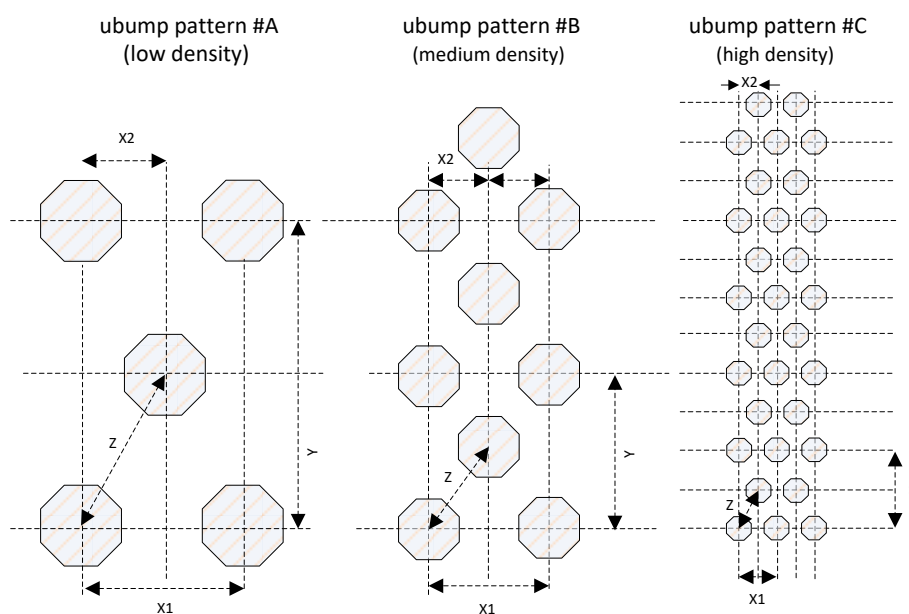 ubump pattern #A
(low density)
ubump pattern #B
(medium density)
ubump pattern #C
(high density)
X2
X2
X2
Z
Y
Z
Y
Z
X1
X1
X1